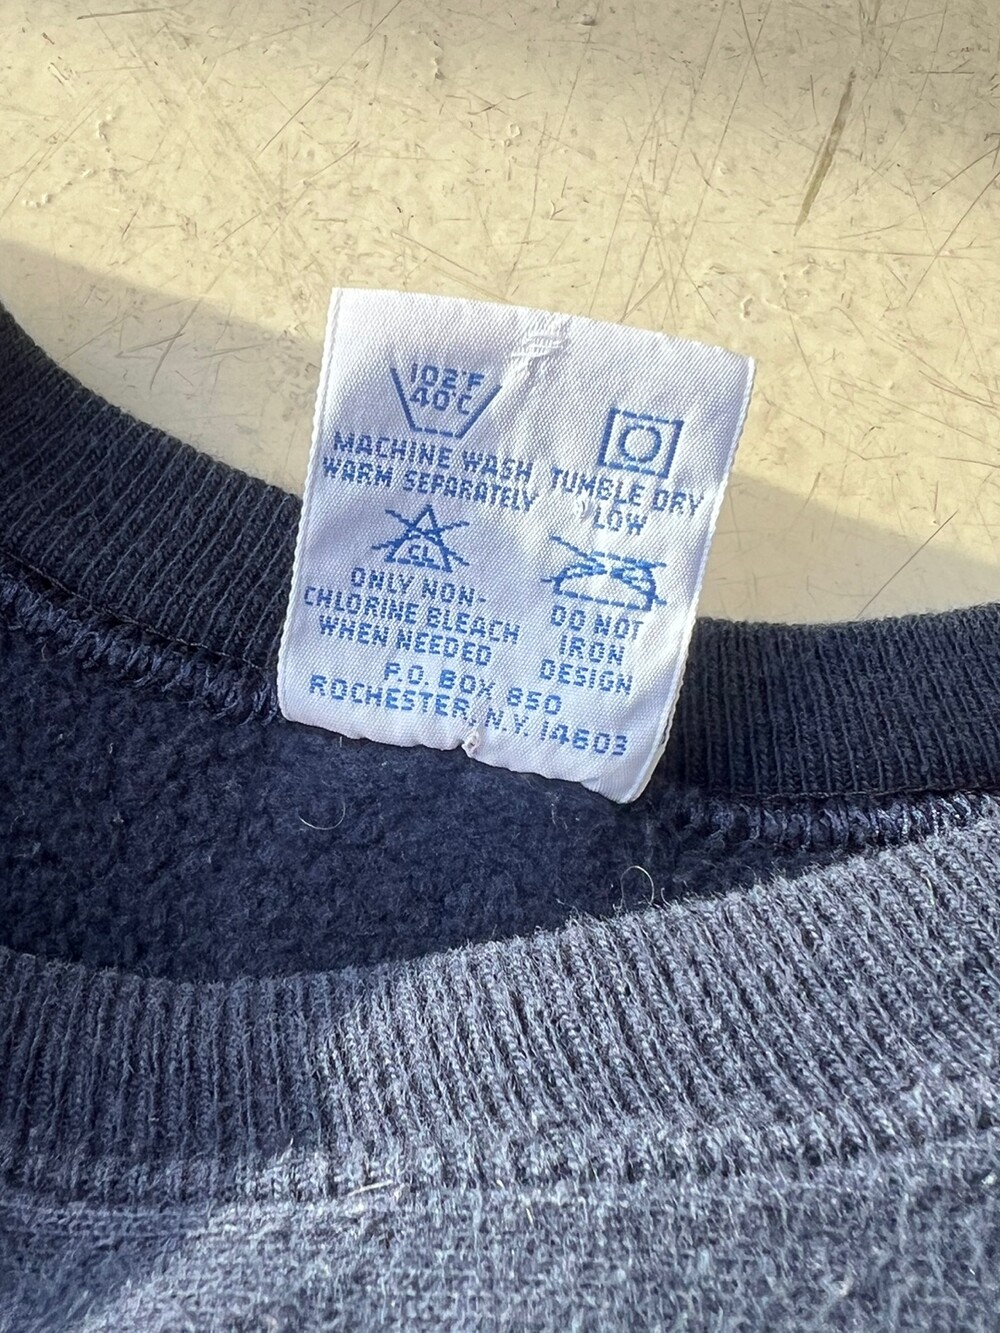 102°F
40°C
MACHINE WASH
WARM SEPARATELY
TUMBLE DRY
LOW
CL
ONLY NON-
CHLORINE BLEACH
WHEN NEEDED
DO NOT
IRON
DESIGN
P.O. BOX 850
ROCHESTER, N.Y. 14603